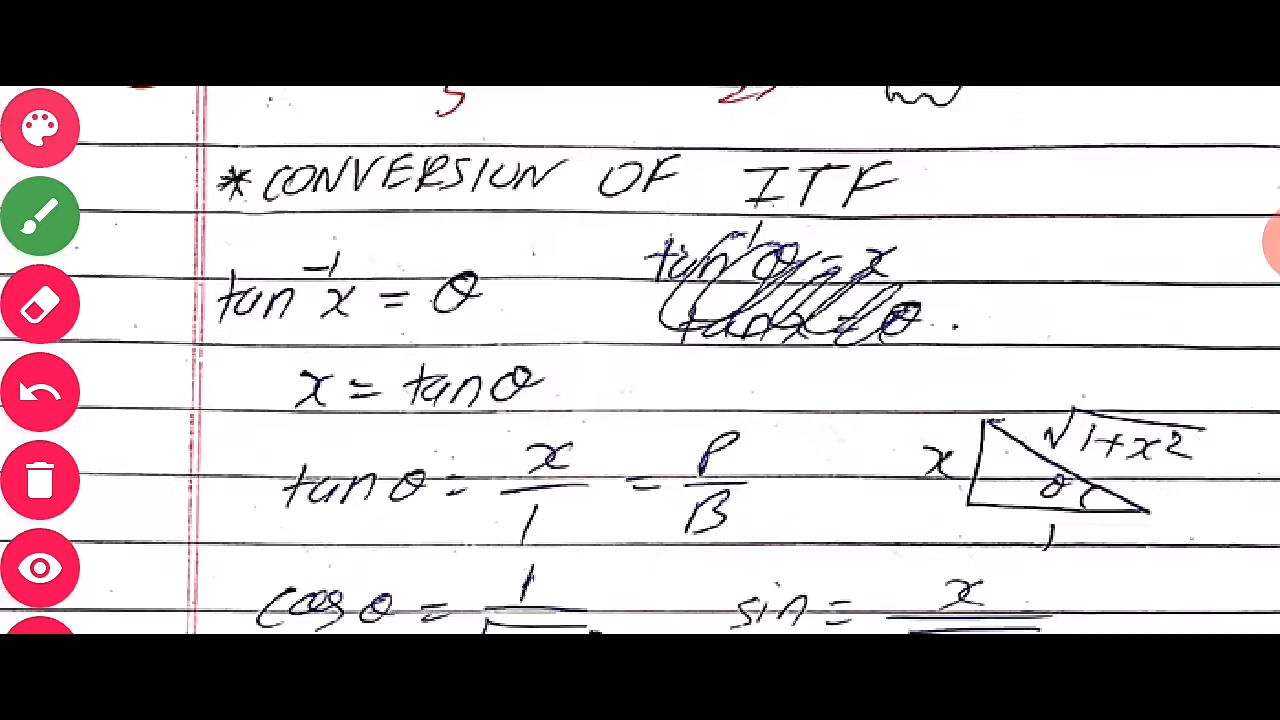 *CONVERSION OF ITF
tan⁻¹x = θ
x = tanθ
tanθ = x/1 = P/B
x
√1+x2
θ
1
cosθ = 1/√
sin = x/√